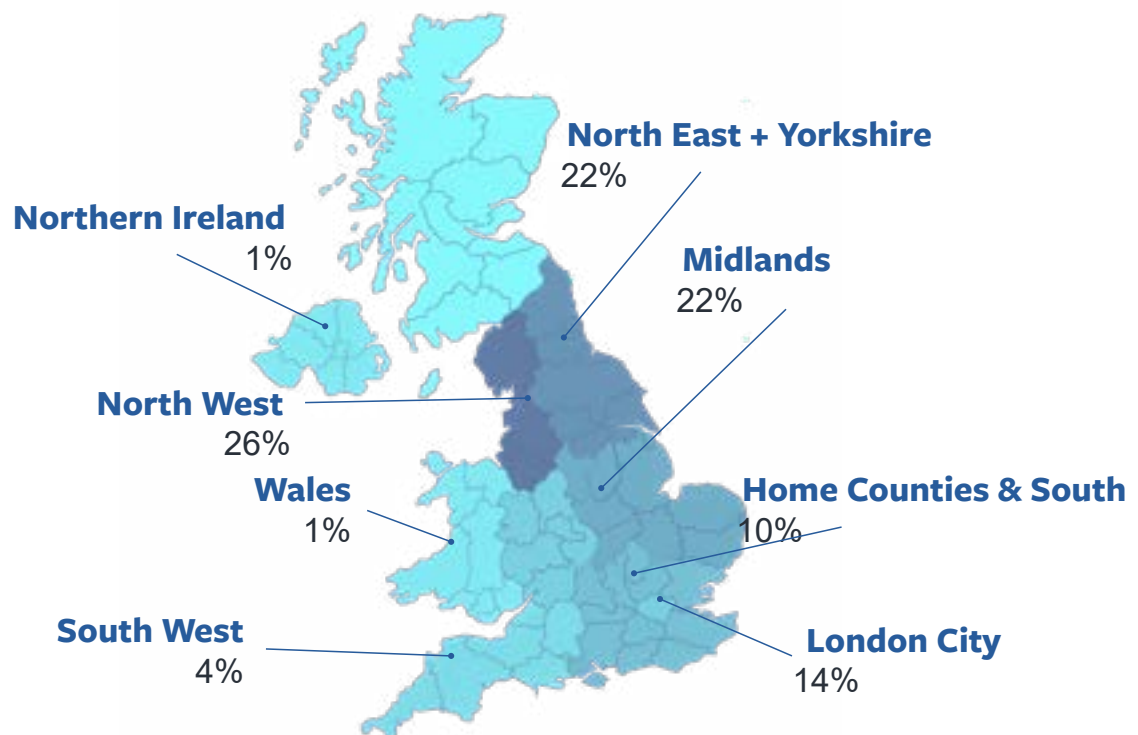 North East + Yorkshire
22%
Northern Ireland
1%
Midlands
22%
North West
26%
Wales
1%
Home Counties & South
10%
South West
4%
London City
14%